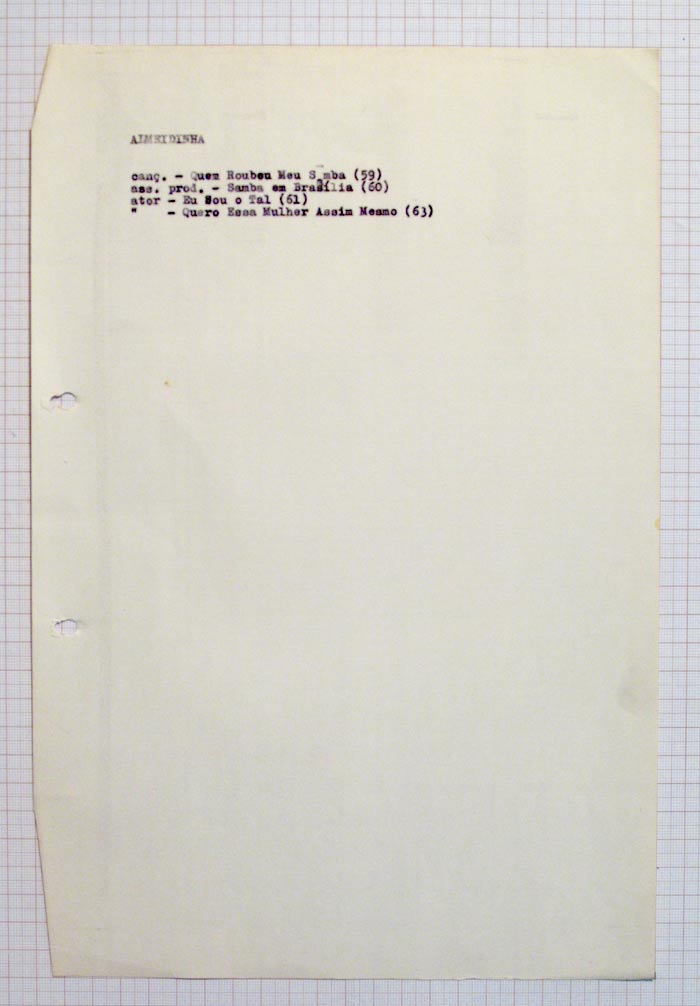 ALMEIDINHA
canç. - Quem Roubou Meu Samba (59)
ass. prod. - Samba em Brasília (60)
ator - Eu Sou o Tal (61)
" - Quero Essa Mulher Assim Mesmo (63)